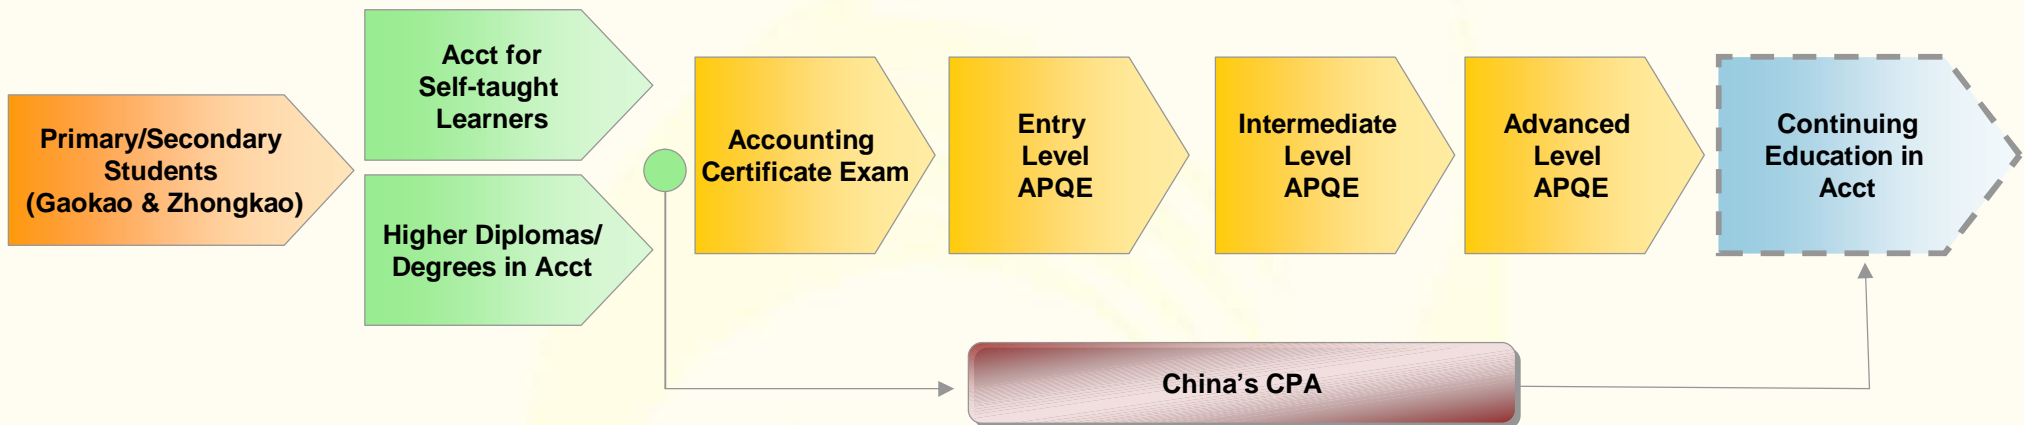 Primary/Secondary
Students
(Gaokao & Zhongkao)
Acct for
Self-taught
Learners
Higher Diplomas/
Degrees in Acct
Accounting
Certificate Exam
Entry
Level
APQE
Intermediate
Level
APQE
Advanced
Level
APQE
Continuing
Education in
Acct
China’s CPA